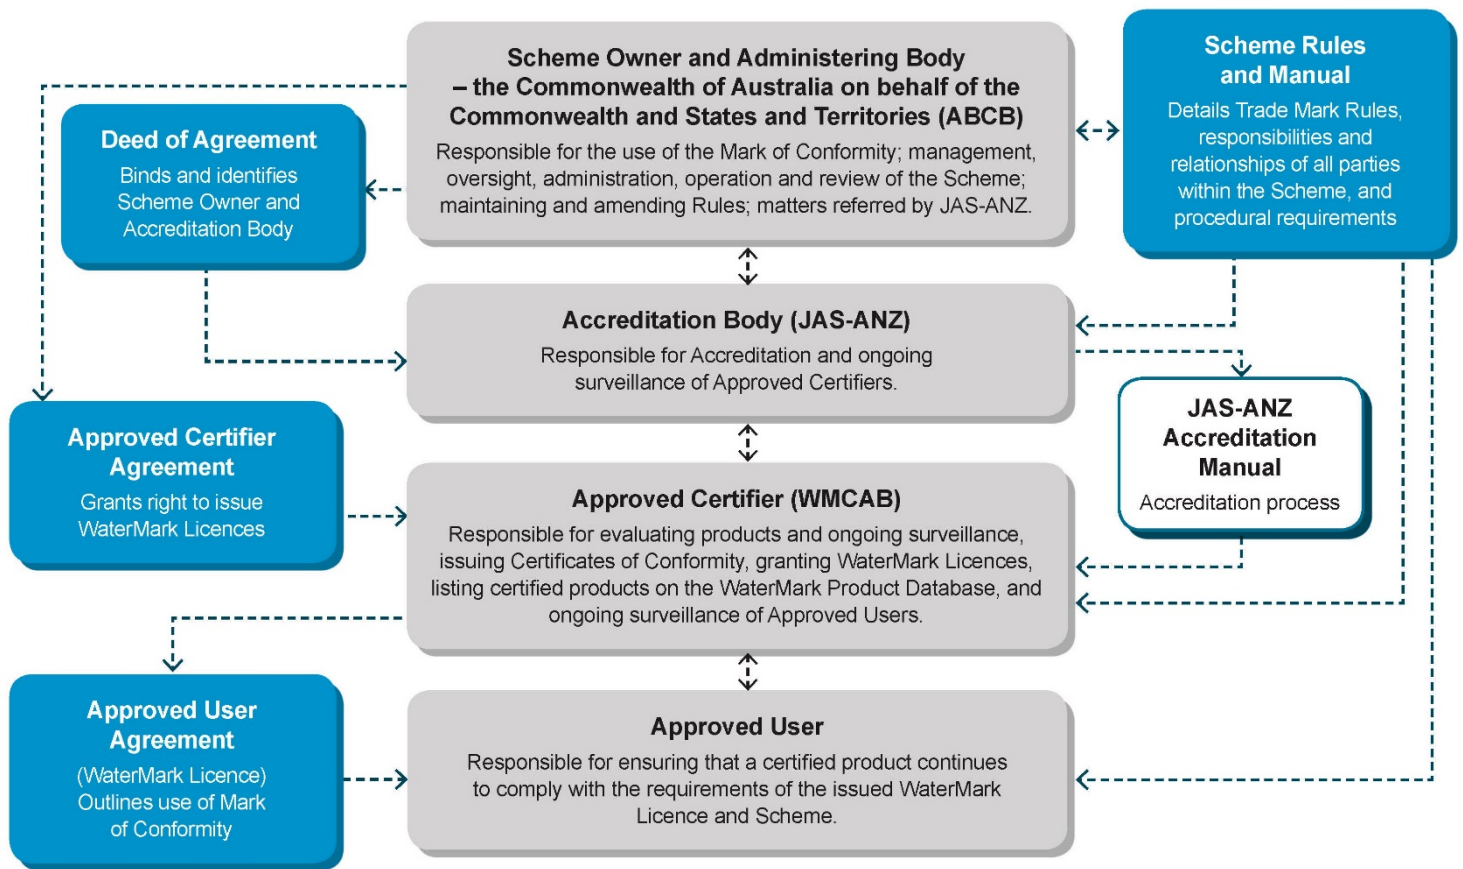 Scheme Owner and Administering Body
– the Commonwealth of Australia on behalf of the
Commonwealth and States and Territories (ABCB)
Responsible for the use of the Mark of Conformity; management,
oversight, administration, operation and review of the Scheme;
maintaining and amending Rules; matters referred by JAS-ANZ.
Scheme Rules
and Manual
Details Trade Mark Rules,
responsibilities and
relationships of all parties
within the Scheme, and
procedural requirements
Deed of Agreement
Binds and identifies
Scheme Owner and
Accreditation Body
Accreditation Body (JAS-ANZ)
Responsible for Accreditation and ongoing
surveillance of Approved Certifiers.
JAS-ANZ
Accreditation
Manual
Accreditation process
Approved Certifier
Agreement
Grants right to issue
WaterMark Licences
Approved Certifier (WMCAB)
Responsible for evaluating products and ongoing surveillance,
issuing Certificates of Conformity, granting WaterMark Licences,
listing certified products on the WaterMark Product Database, and
ongoing surveillance of Approved Users.
Approved User
Agreement
(WaterMark Licence)
Outlines use of Mark
of Conformity
Approved User
Responsible for ensuring that a certified product continues
to comply with the requirements of the issued WaterMark
Licence and Scheme.